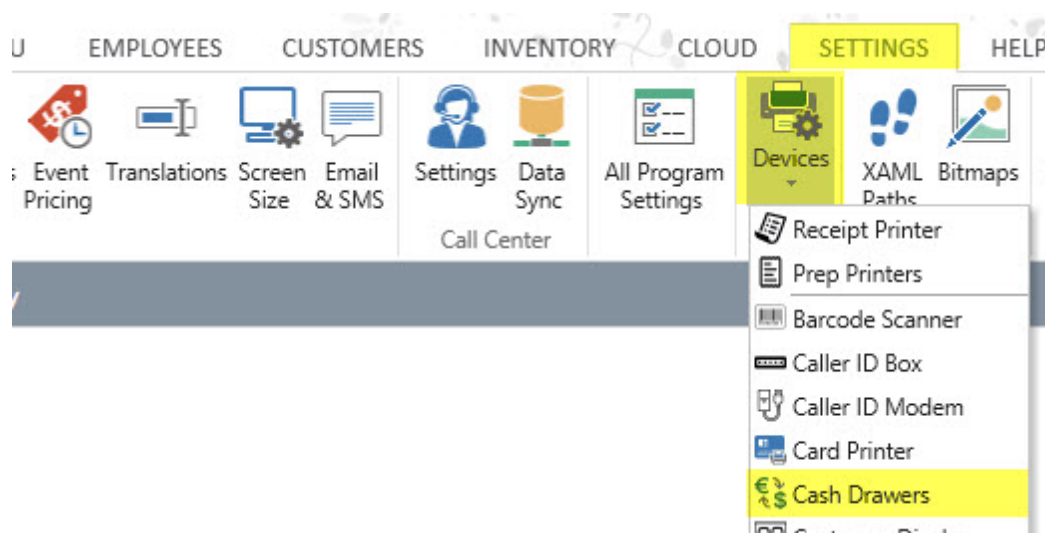 U EMPLOYEES CUSTOMERS INVENTORY CLOUD SETTINGS HELP
s Event Translations Screen Email Settings Data All Program Devices XAML Bitmaps
Pricing Size & SMS Sync Settings Paths
Call Center
y
Receipt Printer
Prep Printers
Barcode Scanner
Caller ID Box
Caller ID Modem
Card Printer
Cash Drawers